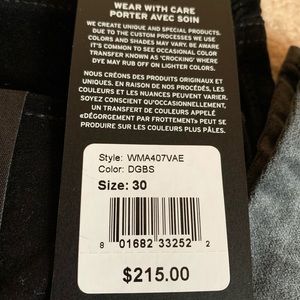 WEAR WITH CARE
PORTER AVEC SOIN
WE CREATE UNIQUE AND SPECIAL PRODUCTS.
DUE TO THE CUSTOM PROCESSES WE USE
COLORS AND SHADES MAY VARY. BE AWARE
IT'S COMMON TO SEE OCCASIONAL COLOR
TRANSFER KNOWN AS 'CROCKING' WHERE
DYE MAY RUB OFF ON LIGHTER COLORS.
NOUS CRÉONS DES PRODUITS ORIGINAUX ET
UNIQUES. EN RAISON DE NOS PROCÉDÉS, LES
COULEURS ET LES NUANCES PEUVENT VARIER.
SOYEZ CONSCIENT QU'OCCASIONNELLEMENT,
UN TRANSFERT DE COULEURS APPELÉ
«DÉGORGEMENT PAR FROTTEMENT» PEUT SE
PRODUIRE SUR LES COULEURS PLUS PÂLES.
Style: WMA407VAE
Color: DGBS
Size: 30
8 01682 33252 2
$215.00